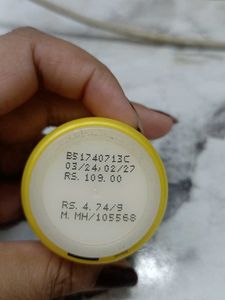 B51740713C
03/24,02/27
RS. 109.00
RS. 4.74/9
M. MH/105568